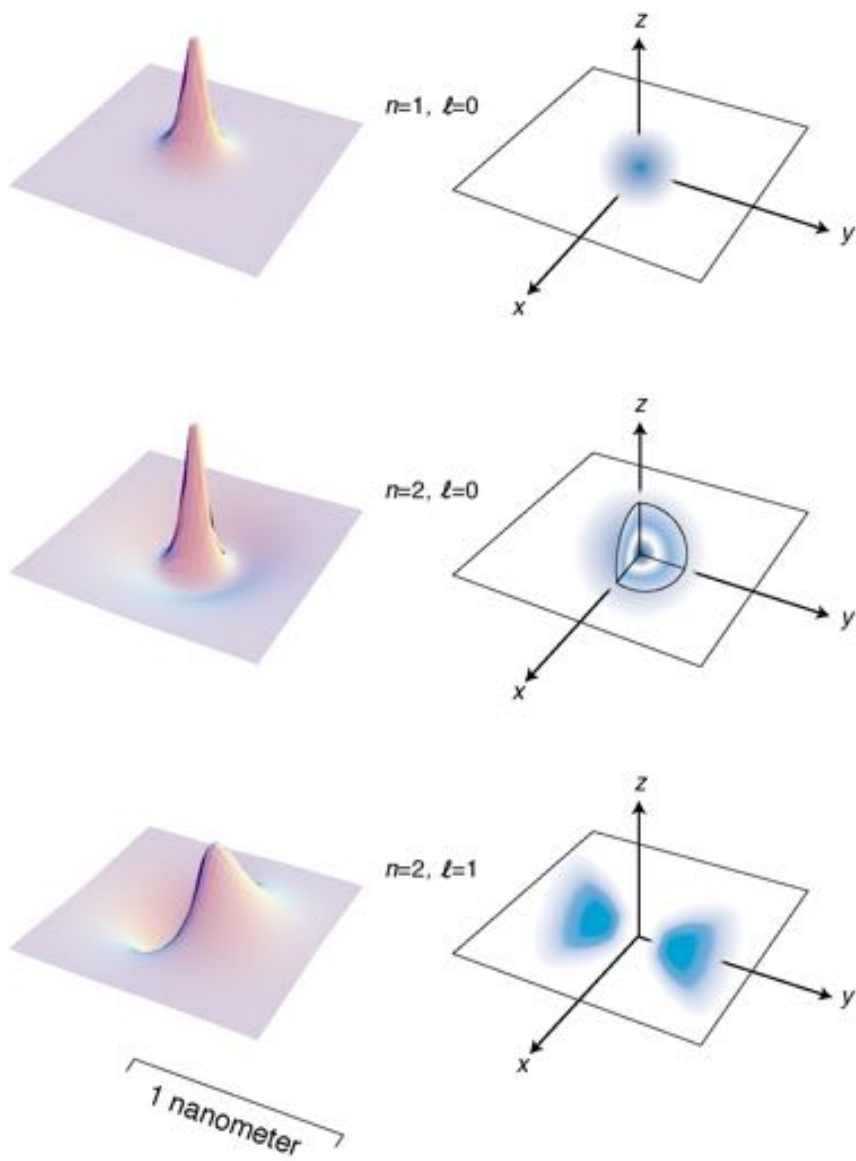 z
n=1, ℓ=0
y
x
z
n=2, ℓ=0
y
x
z
n=2, ℓ=1
y
x
1 nanometer